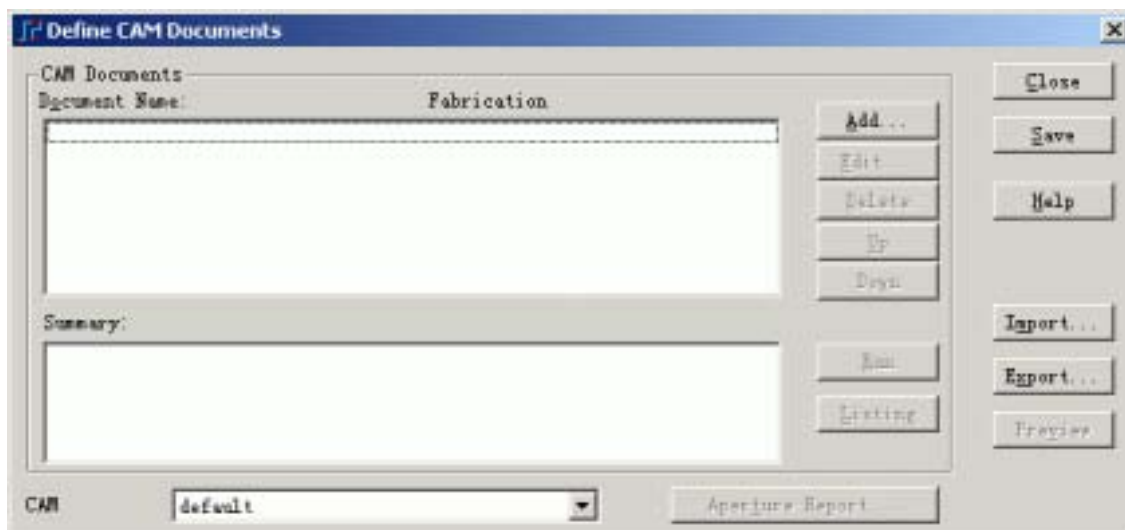 Define CAM Documents
CAM Documents
Document Name: Fabrication
Add...
Edit
Delete
Up
Down
Summary:
Run
Listing
CAM default
Aperture Report
Close
Save
Help
Import...
Export...
Preview